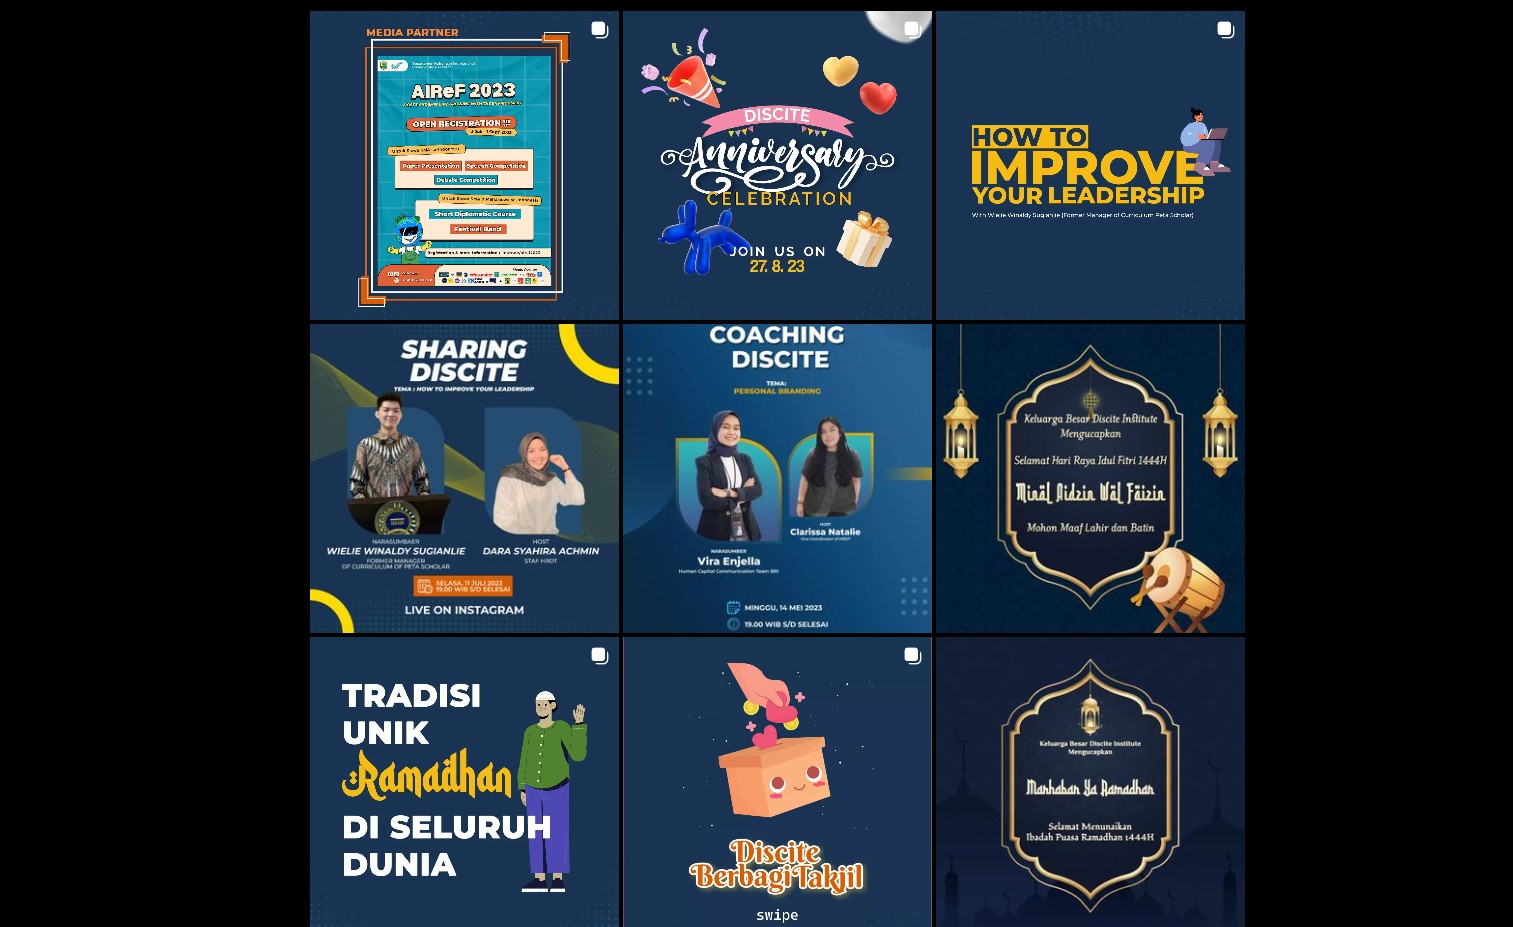 MEDIA PARTNER
AIReF 2023
OPEN REGISTRATION
Paper Presentation
Speech Competition
Debate Competition
Short Diplomatic Course
Festival Band
DISCITE
Anniversary
CELEBRATION
JOIN US ON
27. 8. 23
HOW TO
IMPROVE
YOUR LEADERSHIP
With Wielie Winaldy Sugianlie (Former Manager of Curriculum Peta Scholar)
SHARING
DISCITE
TEMA : HOW TO IMPROVE YOUR LEADERSHIP
NARASUMBAER
WIELIE WINALDY SUGIANLIE
FORMER MANAGER
OF CURRICULUM OF PETA SCHOLAR
HOST
DARA SYAHIRA ACHMIN
STAF HRDT
SELASA, 11 JULI 2023
19.00 WIB S/D SELESAI
LIVE ON INSTAGRAM
COACHING
DISCITE
TEMA:
PERSONAL BRANDING
NARASUMBER
Vira Enjella
Human Capital Communication Team BRI
HOST
Clarissa Natalie
Vice Coordinator of HRDT
MINGGU, 14 MEI 2023
19.00 WIB S/D SELESAI
Keluarga Besar Discite Institute
Mengucapkan
Selamat Hari Raya Idul Fitri 1444H
Minal Aidzin Wal Faizin
Mohon Maaf Lahir dan Batin
TRADISI
UNIK
Ramadhan
DI SELURUH
DUNIA
Discite
Berbagi Takjil
swipe
Keluarga Besar Discite Institute
Mengucapkan
Marhaban Ya Ramadhan
Selamat Menunaikan
Ibadah Puasa Ramadhan 1444H